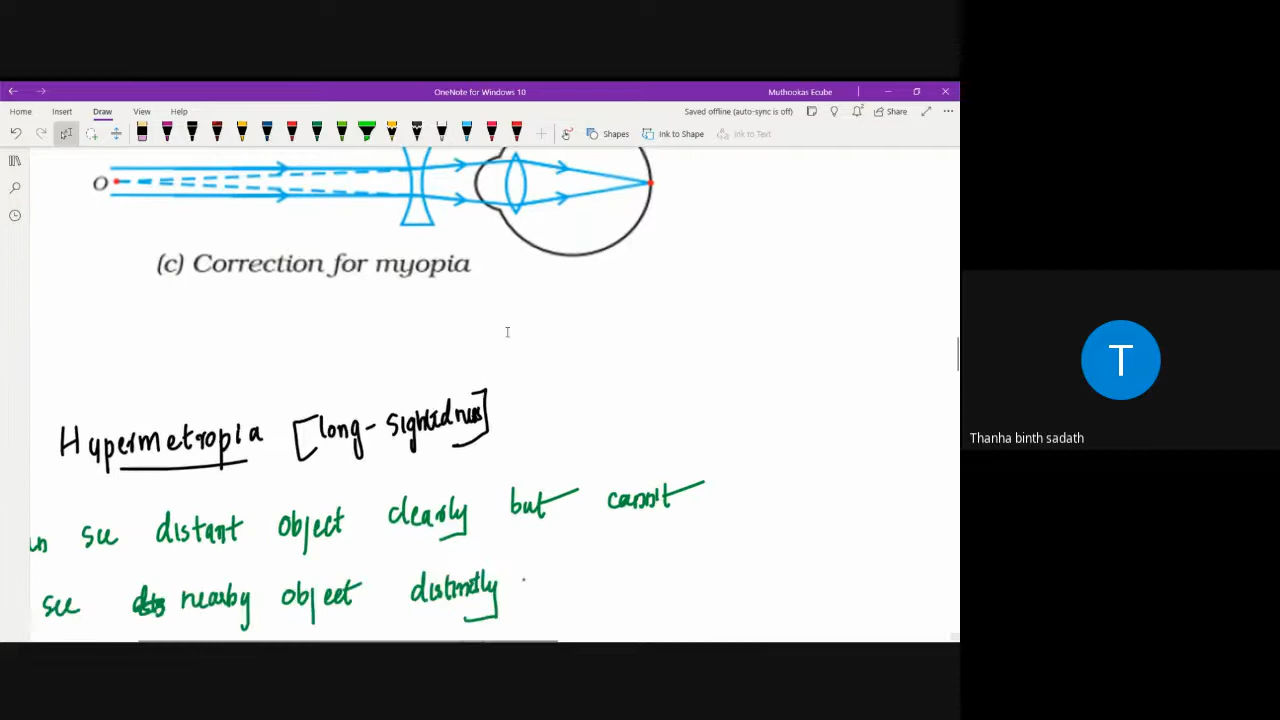 OneNote for Windows 10
Muthookas Ecube
Home Insert Draw View Help
Saved offline (auto-sync is off)
Share
Shapes
Ink to Shape
Ink to Text
O
(c) Correction for myopia
Hypermetropia [long-sightedness]
see distant object clearly but cannot
see nearby object distinctly
T
Thanha binth sadath